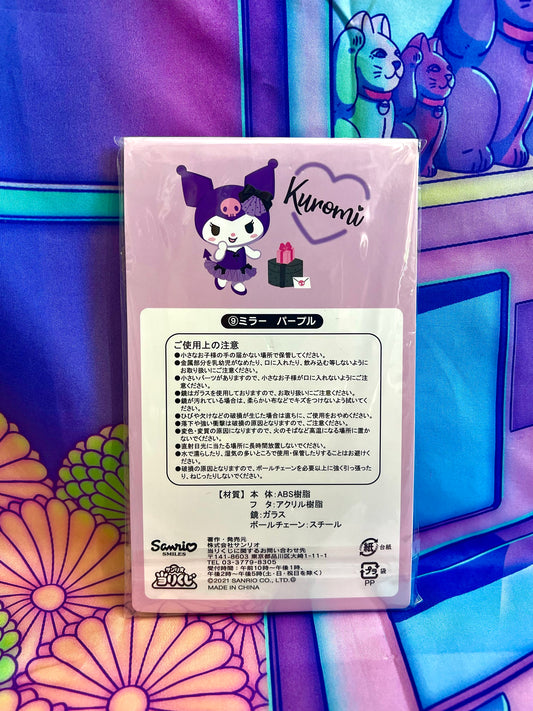 Kuromi
⑨ミラー　パープル
ご使用上の注意
●小さなお子様の手の届かない場所で保管してください。
●金属部分を乳幼児がなめたり、口に入れたり、飲み込む等しないように
お取り扱いにご注意ください。
●小さいパーツがありますので、小さなお子様が口に入れないようにご注
意ください。
●鏡はガラスを使用しておりますので、お取り扱いにご注意ください。
●鏡が汚れている場合は、柔らかい布などでキズをつけないよう拭いてく
ださい。
●ひびや欠けなどの破損が生じた場合は直ちに、ご使用をおやめください。
●落下や強い衝撃は破損の原因となりますので、ご注意ください。
●変色・変質の原因になりますので、火のそばなど高温になる場所に置か
ないでください。
●直射日光に当たる場所に長時間放置しないでください。
●水で濡らしたり、湿気の多いところで使用・保管したりすることはお避けく
ださい。
●破損の原因となりますので、ボールチェーンを必要以上に強く引っ張った
り、ねじったりしないでください。
【材質】本　体:ABS樹脂
フ　タ:アクリル樹脂
鏡:ガラス
ボールチェーン:スチール
Sanrio
SMILES
サンリオ
当りくじ
著作・発売元
株式会社サンリオ
当りくじに関するお問い合わせ先
〒141-8603 東京都品川区大崎1-11-1
TEL 03-3779-8305
受付時間：午前10時～午後1時、
午後2時～午後5時(土・日・祝日を除く)
©2021 SANRIO CO., LTD.Ⓗ
MADE IN CHINA
紙 台紙
プラ 袋
PP